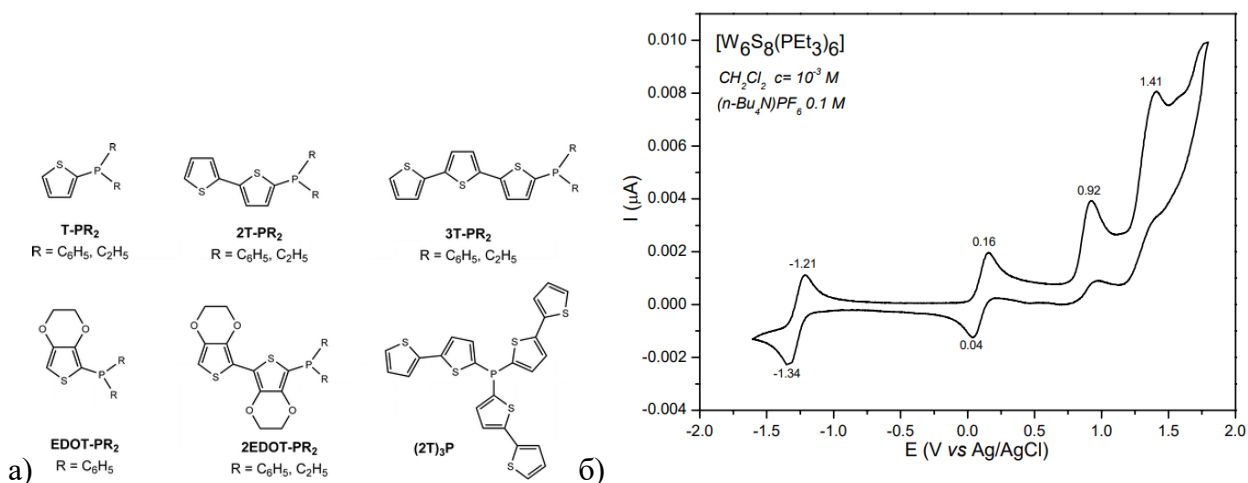 S P R R
T-PR₂
R = C₆H₅, C₂H₅
S S P R R
2T-PR₂
R = C₆H₅, C₂H₅
S S S P R R
3T-PR₂
R = C₆H₅, C₂H₅
O O S P R R
EDOT-PR₂
R = C₆H₅
O O S S P R R O O
2EDOT-PR₂
R = C₆H₅, C₂H₅
S S S P S S S
(2T)₃P
а)
б)
[W₆S₈(PEt₃)₆]
CH₂Cl₂ c= 10⁻³ M
(n-Bu₄N)PF₆ 0.1 M
I (μA)
0.010
0.008
0.006
0.004
0.002
0.000
-0.002
-0.004
-1.21
-1.34
0.16
0.04
0.92
1.41
-2.0 -1.5 -1.0 -0.5 0.0 0.5 1.0 1.5 2.0
E (V vs Ag/AgCl)